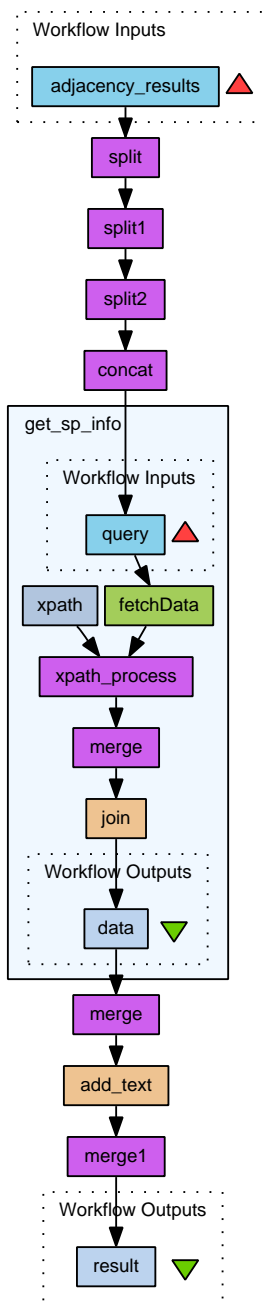 Workflow Inputs
adjacency_results
split
split1
split2
concat
get_sp_info
Workflow Inputs
query
xpath
fetchData
xpath_process
merge
join
Workflow Outputs
data
merge
add_text
merge1
Workflow Outputs
result